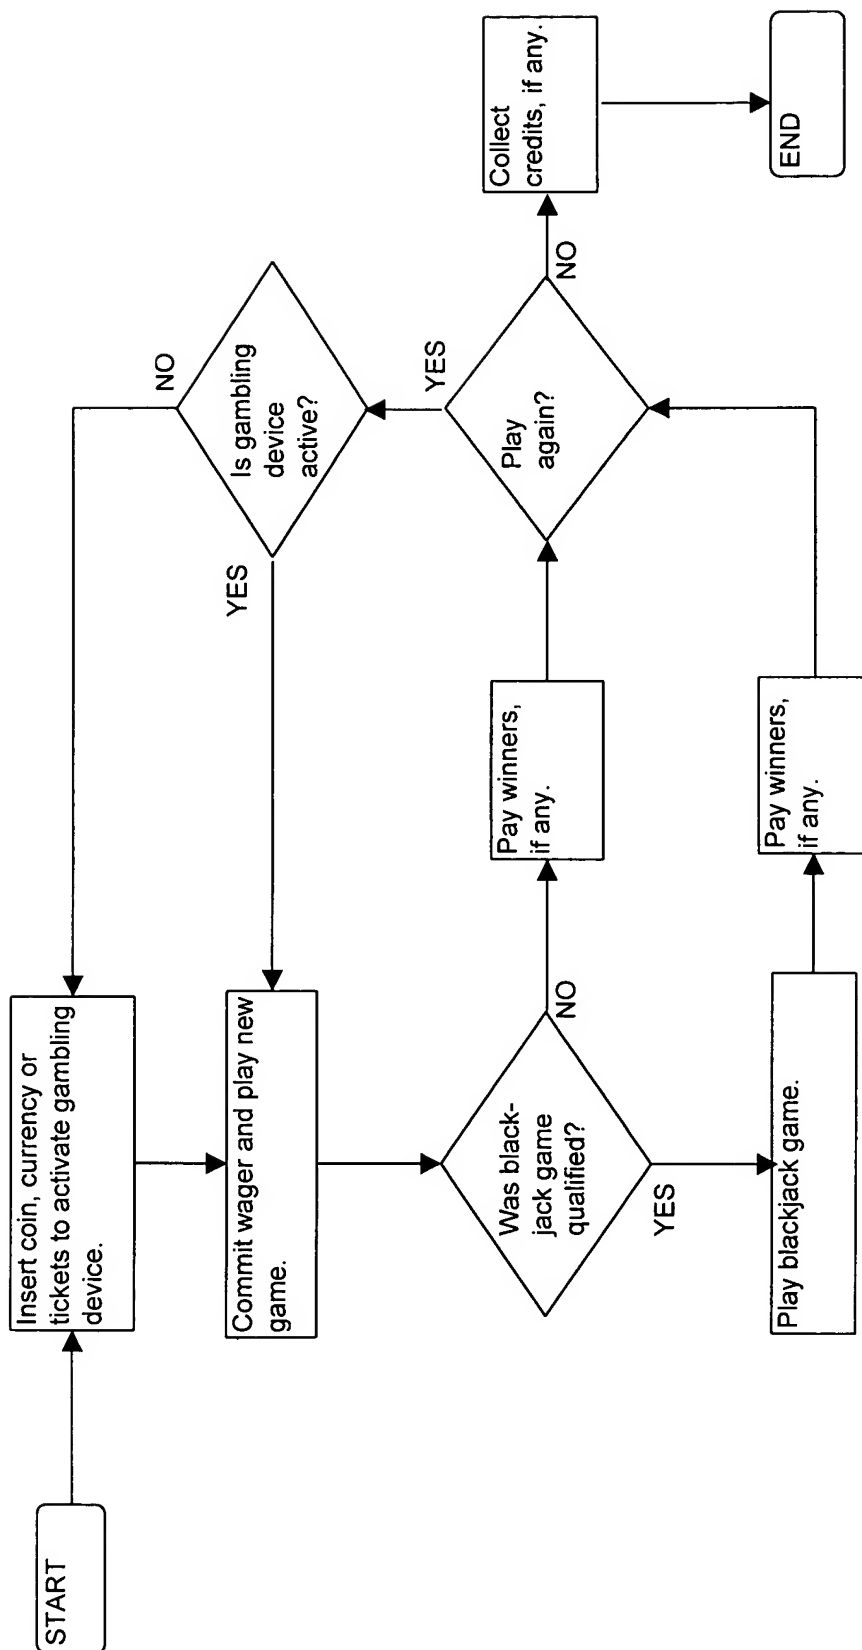 START
Insert coin, currency or
tickets to activate gambling
device.
Commit wager and play new
game.
Was black-
jack game
qualified?
NO
YES
Play blackjack game.
Pay winners,
if any.
Pay winners,
if any.
Play
again?
YES
NO
Is gambling
device
active?
YES
NO
Collect
credits, if any.
END